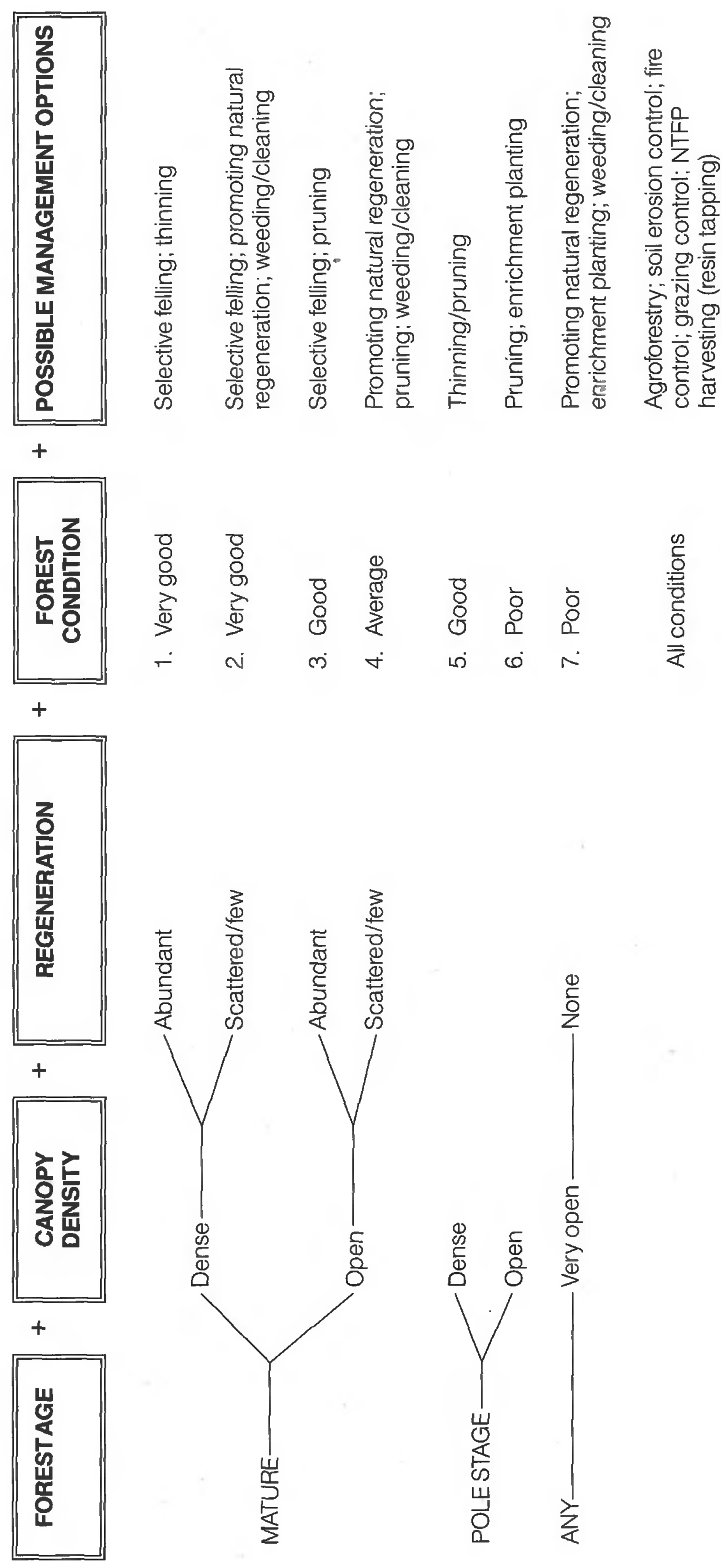 FOREST AGE + CANOPY DENSITY + REGENERATION + FOREST CONDITION + POSSIBLE MANAGEMENT OPTIONS
MATURE
Dense
Abundant
1. Very good
Selective felling; thinning
Scattered/few
2. Very good
Selective felling; promoting natural
regeneration; weeding/cleaning
Open
Abundant
3. Good
Selective felling; pruning
Scattered/few
4. Average
Promoting natural regeneration;
pruning; weeding/cleaning
POLE STAGE
Dense
5. Good
Thinning/pruning
Open
6. Poor
Pruning; enrichment planting
ANY
Very open
None
7. Poor
Promoting natural regeneration;
enrichment planting; weeding/cleaning
All conditions
Agroforestry; soil erosion control; fire
control; grazing control; NTFP
harvesting (resin tapping)